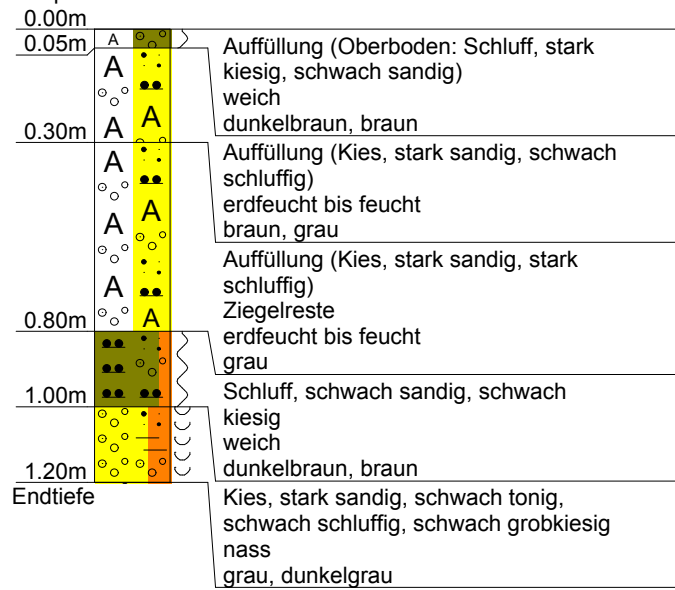 0.00m
A
0.05m
Auffüllung (Oberboden: Schluff, stark
kiesig, schwach sandig)
weich
dunkelbraun, braun
A
A
A
0.30m
Auffüllung (Kies, stark sandig, schwach
schluffig)
erdfeucht bis feucht
braun, grau
A
A
A
A
A
0.80m
Auffüllung (Kies, stark sandig, stark
schluffig)
Ziegelreste
erdfeucht bis feucht
grau
1.00m
Schluff, schwach sandig, schwach
kiesig
weich
dunkelbraun, braun
1.20m
Endtiefe
Kies, stark sandig, schwach tonig,
schwach schluffig, schwach grobkiesig
nass
grau, dunkelgrau